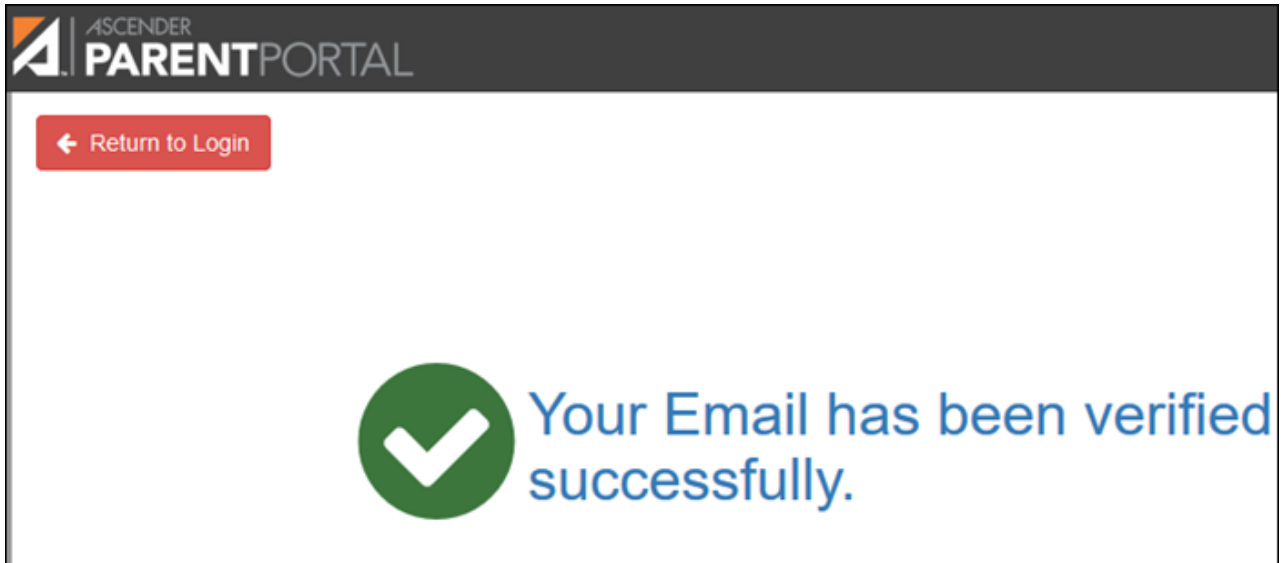 ASCENDER
PARENTPORTAL
Return to Login
Your Email has been verified
successfully.